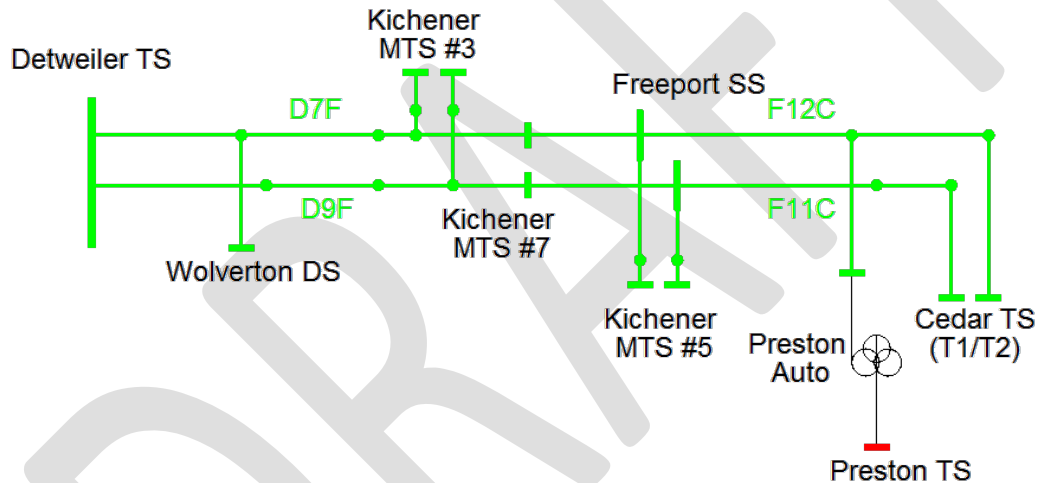 Kichener
MTS #3
Detweiler TS
Freeport SS
D7F
F12C
D9F
F11C
Kichener
MTS #7
Wolverton DS
Kichener
MTS #5
Preston
Auto
Cedar TS
(T1/T2)
Preston TS
DRAFT